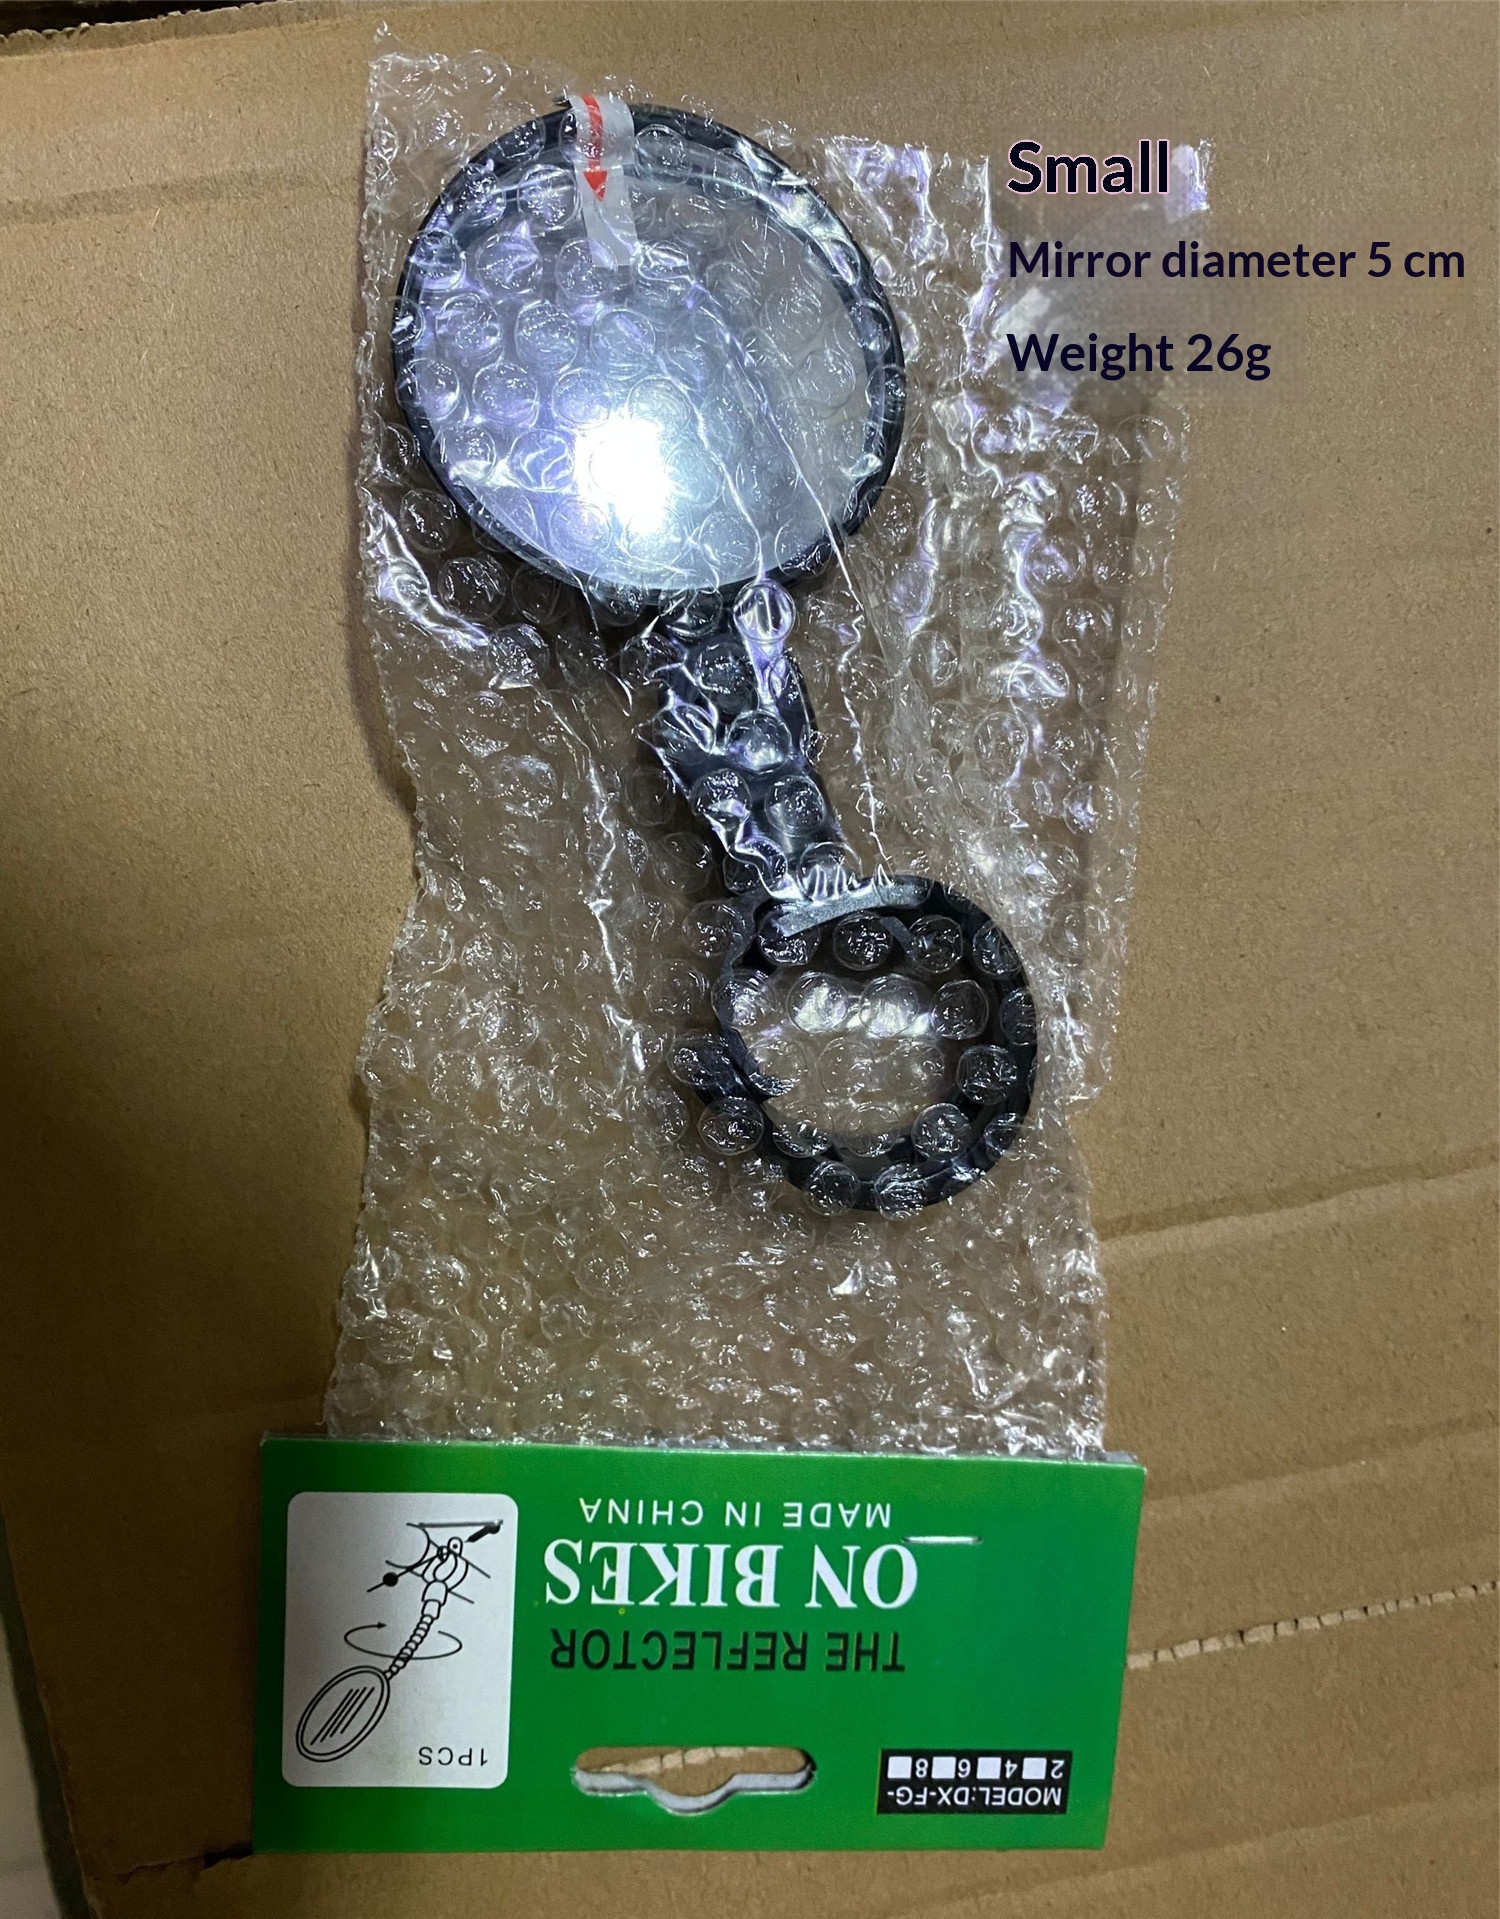 Small
Mirror diameter 5 cm
Weight 26g
MODEL:DX-FG-
2 4 6 8
1PCS
THE REFLECTOR
ON BIKES
MADE IN CHINA